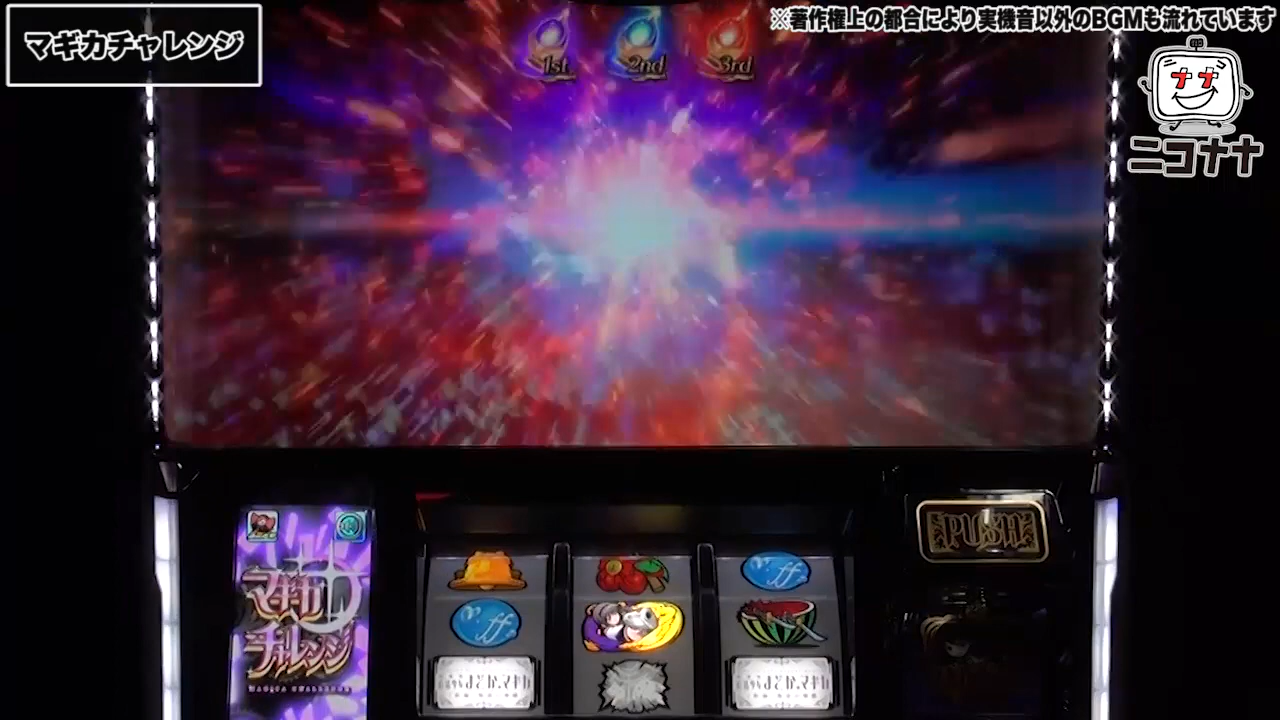 マギカチャレンジ
※著作権上の都合により実機音以外のBGMも流れています
ニコナナ
1st
2nd
3rd
PUSH
マギカ
チャレンジ
MAGICA CHALLENGE